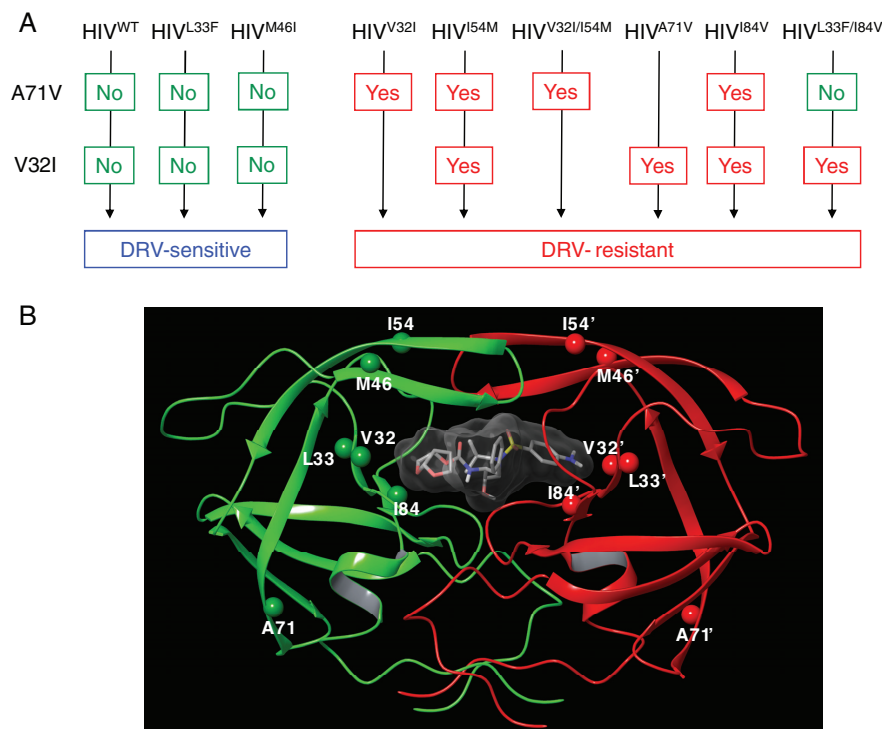 A
HIVWT HIVL33F HIVM46I HIVV32I HIVI54M HIVV32I/I54M HIVA71V HIVI84V HIVL33F/I84V
A71V No No No Yes Yes Yes Yes No
V32I No No No Yes Yes Yes Yes
DRV-sensitive DRV- resistant
B
I54 I54’
M46 M46’
V32 V32’
L33 L33’
I84 I84’
A71 A71’